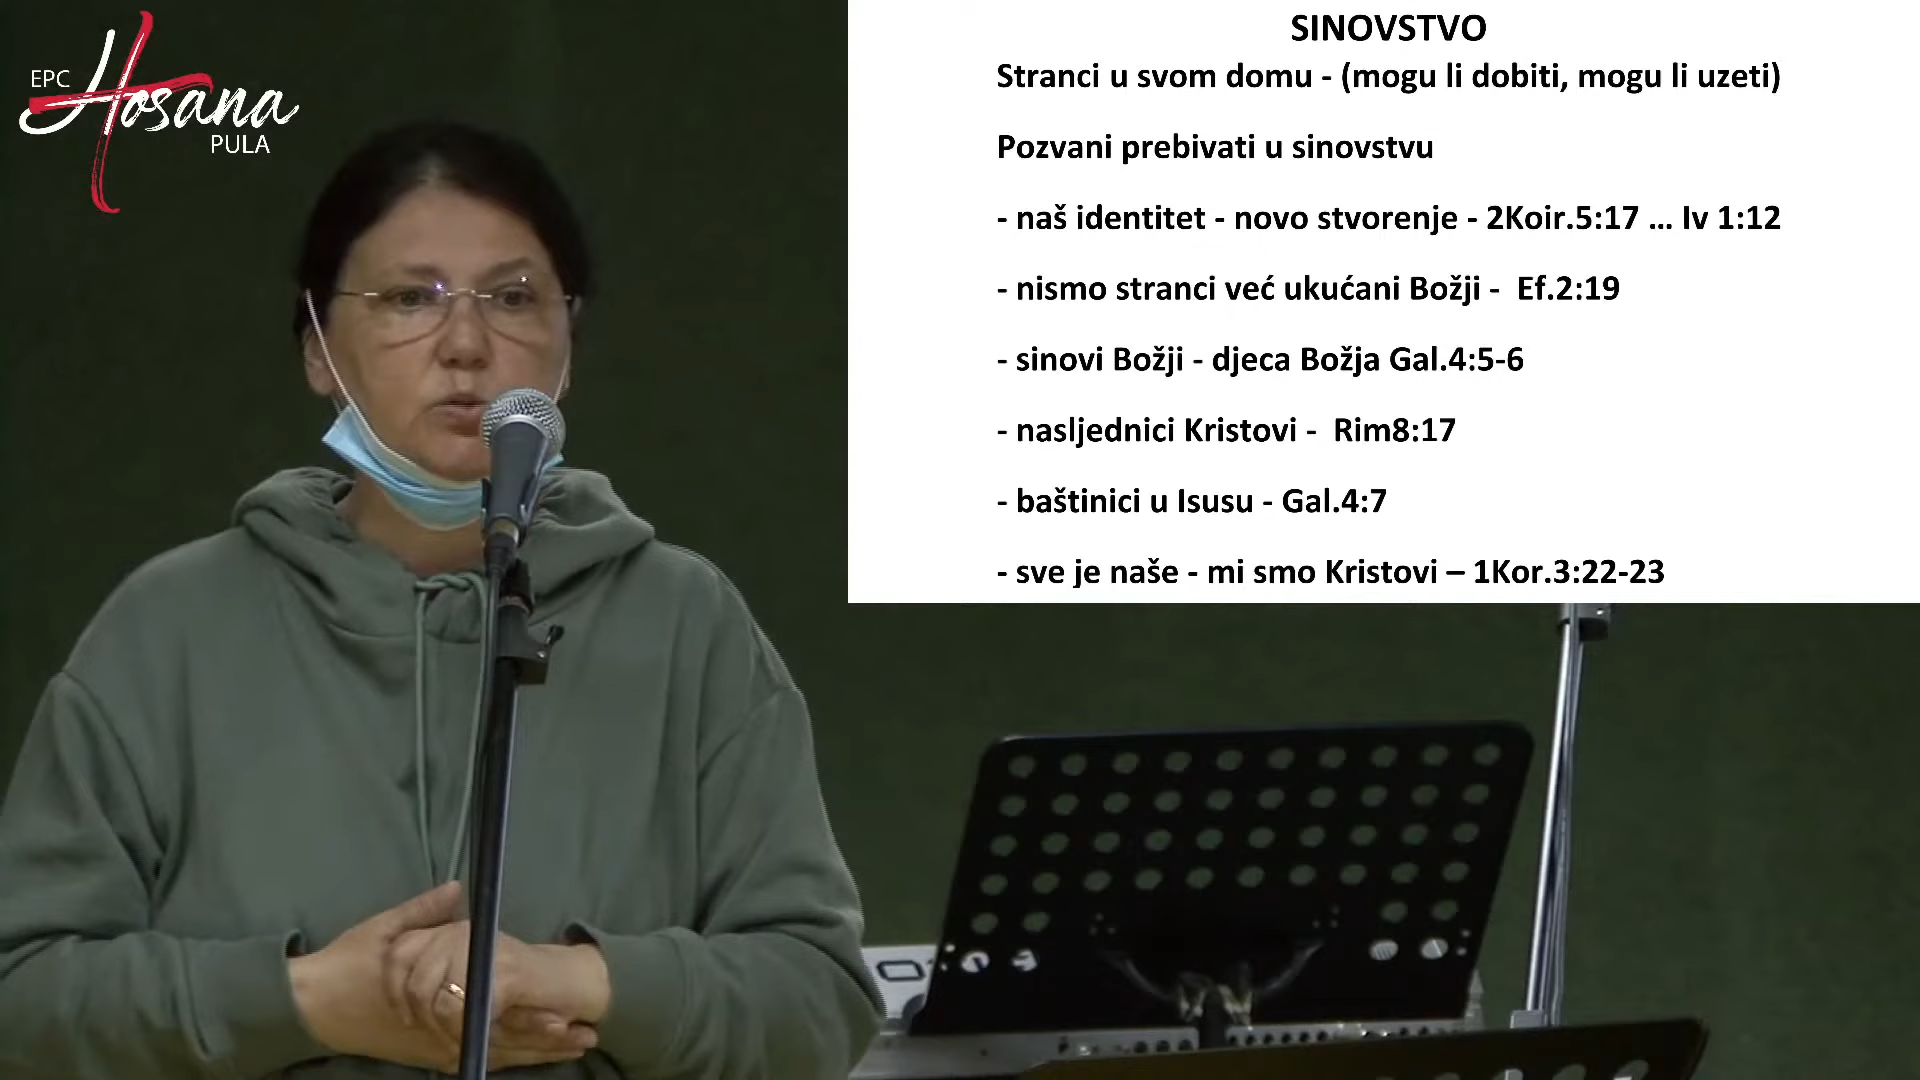 EPC
Hosana
PULA
SINOVSTVO
Stranci u svom domu - (mogu li dobiti, mogu li uzeti)
Pozvani prebivati u sinovstvu
- naš identitet - novo stvorenje - 2Koir.5:17 ... Iv 1:12
- nismo stranci već ukućani Božji -  Ef.2:19
- sinovi Božji - djeca Božja Gal.4:5-6
- nasljednici Kristovi -  Rim8:17
- baštinici u Isusu - Gal.4:7
- sve je naše - mi smo Kristovi – 1Kor.3:22-23